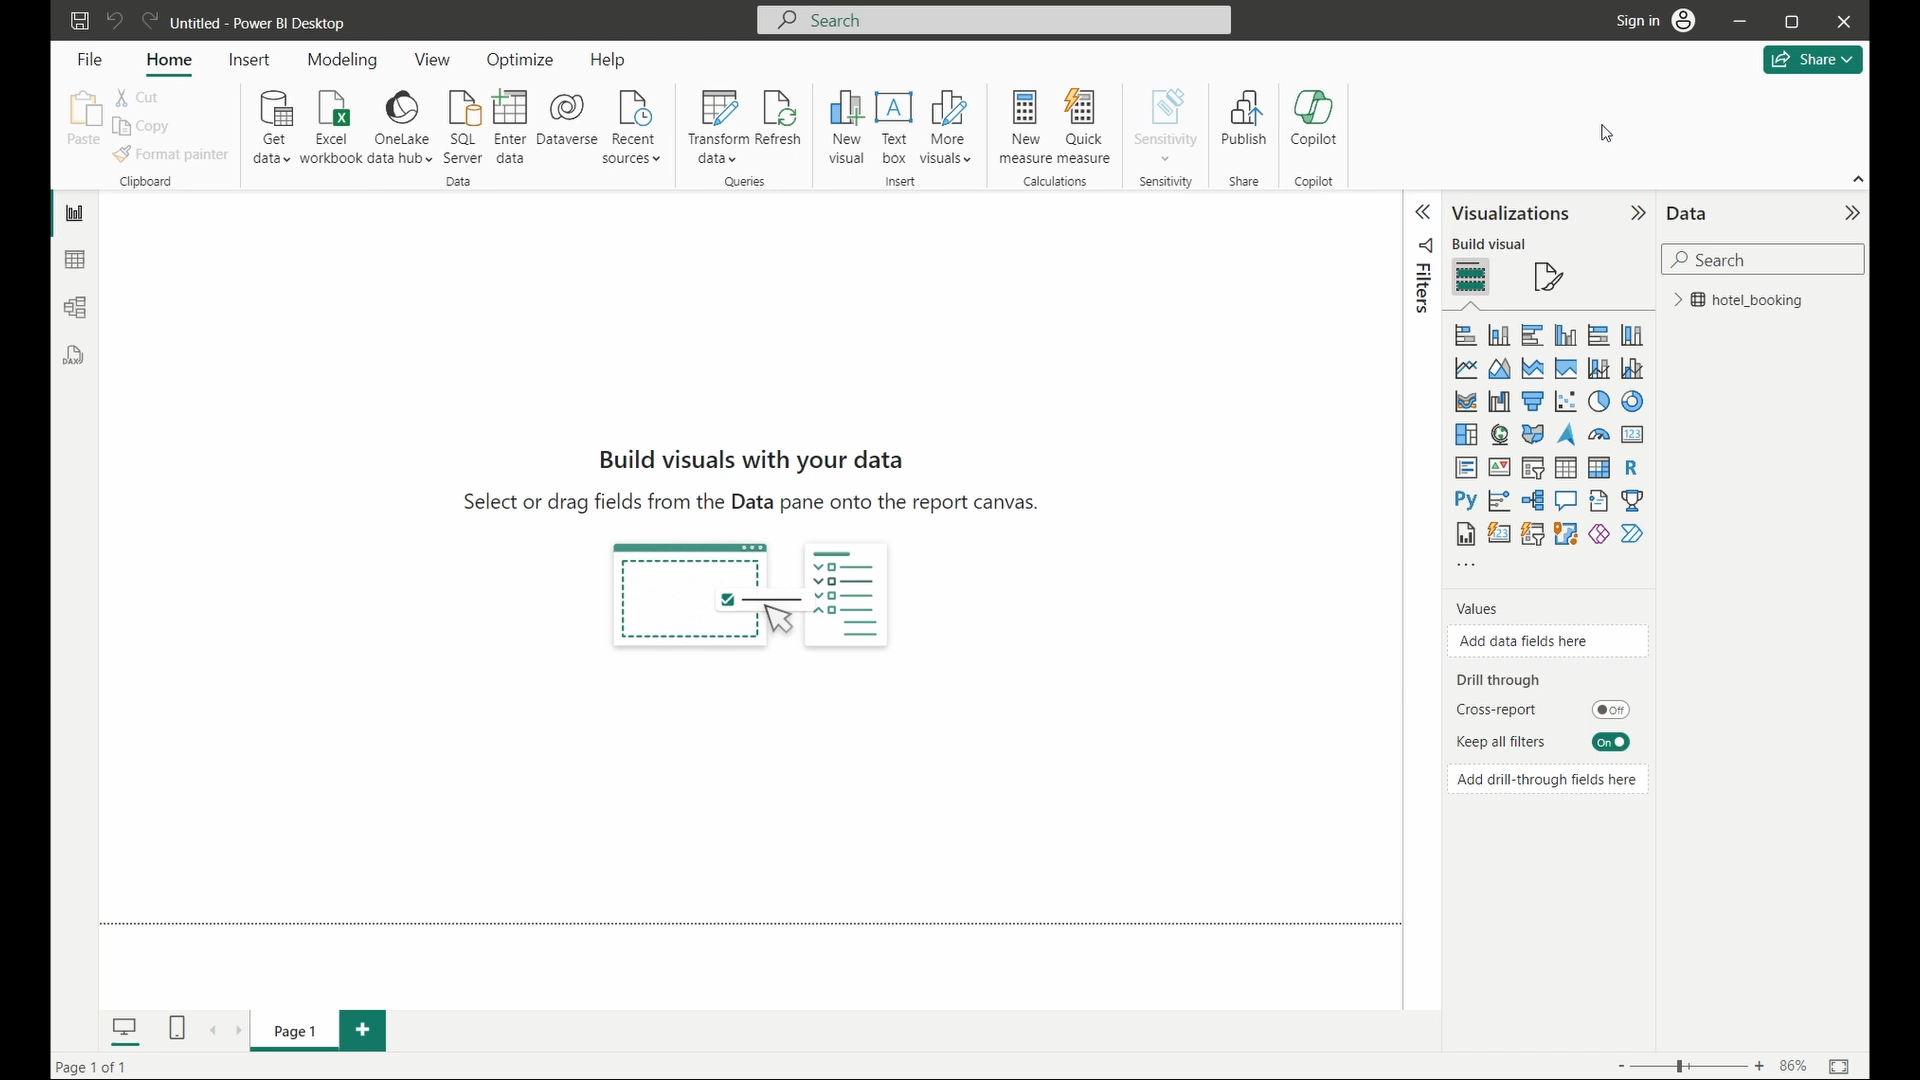 Untitled - Power BI Desktop
Search
Sign in
File
Home
Insert
Modeling
View
Optimize
Help
Share
Paste
Cut
Copy
Format painter
Clipboard
Get
data
Excel
workbook
OneLake
data hub
SQL
Server
Enter
data
Dataverse
Recent
sources
Data
Transform
data
Refresh
Queries
New
visual
Text
box
More
visuals
Insert
New
measure
Quick
measure
Calculations
Sensitivity
Sensitivity
Publish
Share
Copilot
Copilot
DAX
Build visuals with your data
Select or drag fields from the Data pane onto the report canvas.
Filters
Visualizations
Build visual
123
R
Py
123
Values
Add data fields here
Drill through
Cross-report
Off
Keep all filters
On
Add drill-through fields here
Data
Search
hotel_booking
Page 1
Page 1 of 1
- + 86%